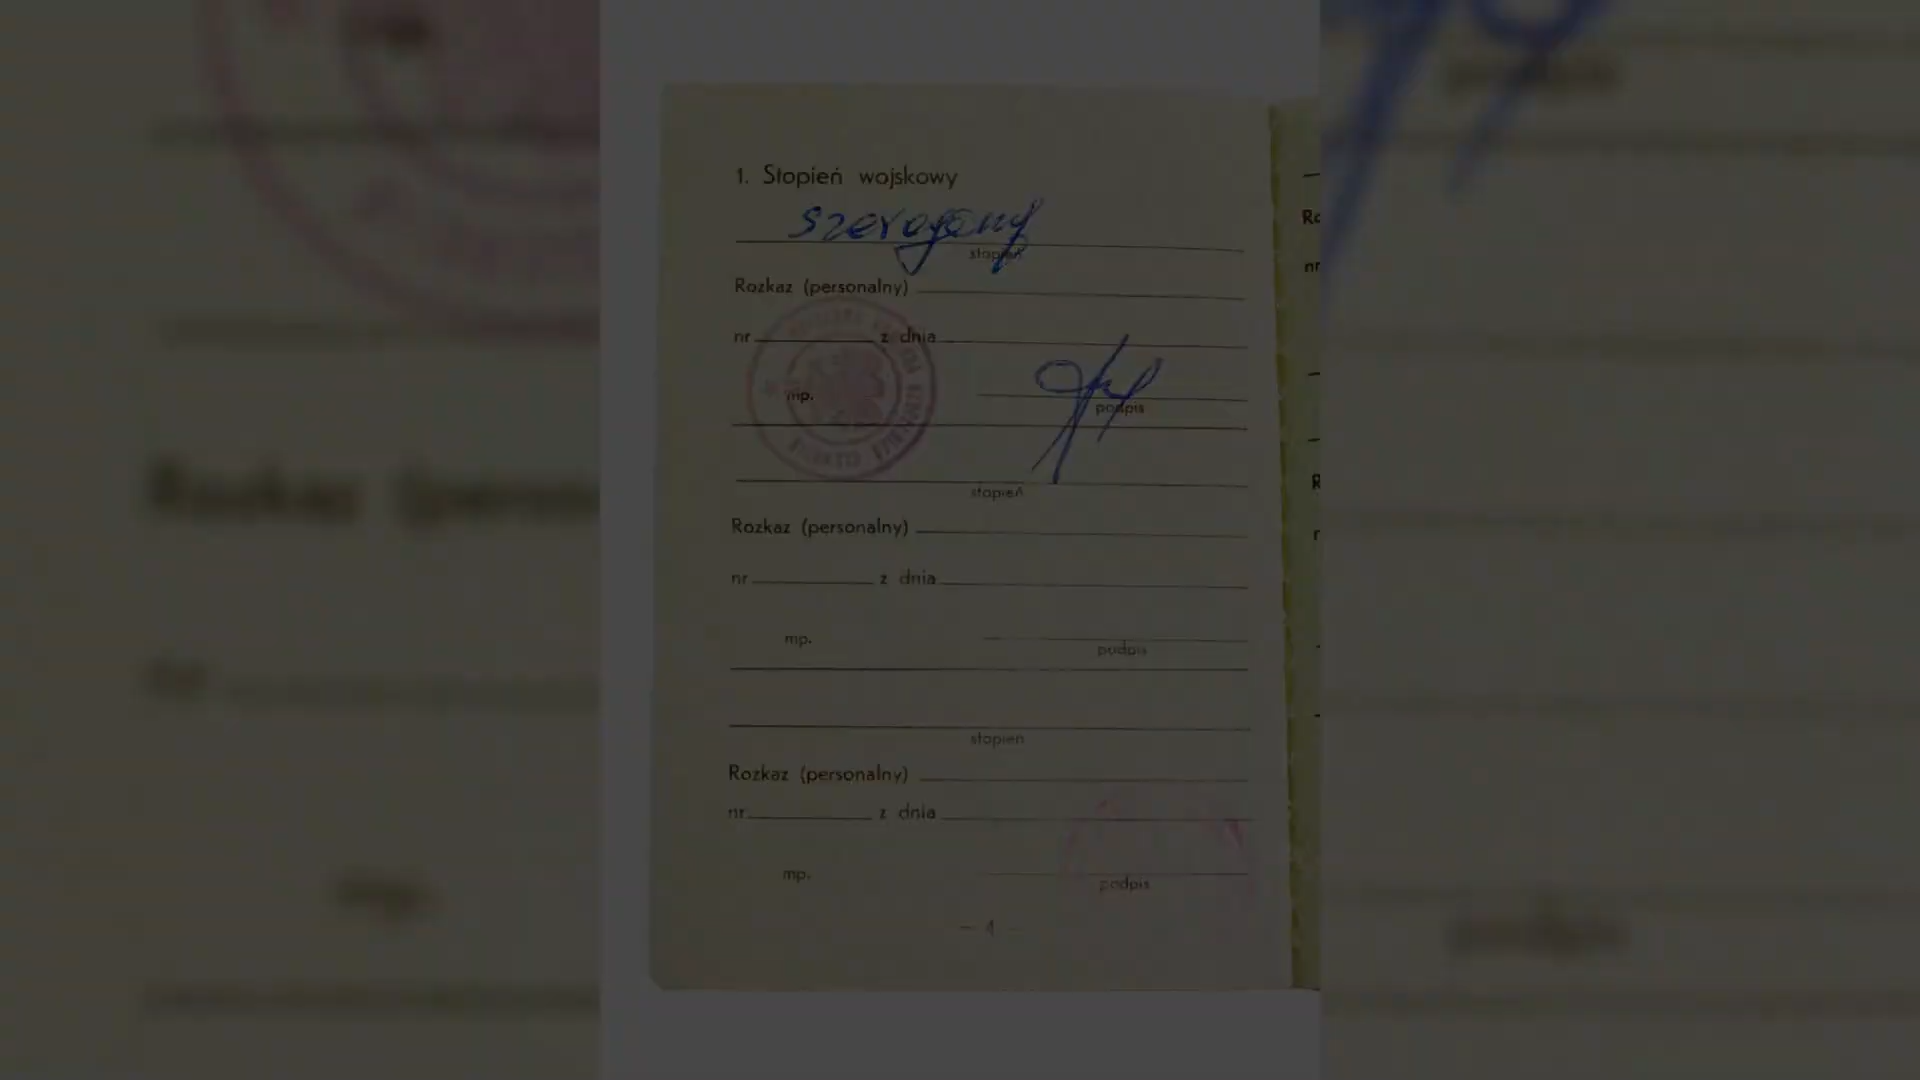 1. Stopień wojskowy
szeregowy
stopień
Rozkaz (personalny)
nr z dnia
mp.
podpis
stopień
Rozkaz (personalny)
nr z dnia
mp.
podpis
stopień
Rozkaz (personalny)
nr z dnia
mp.
podpis
— 4 —